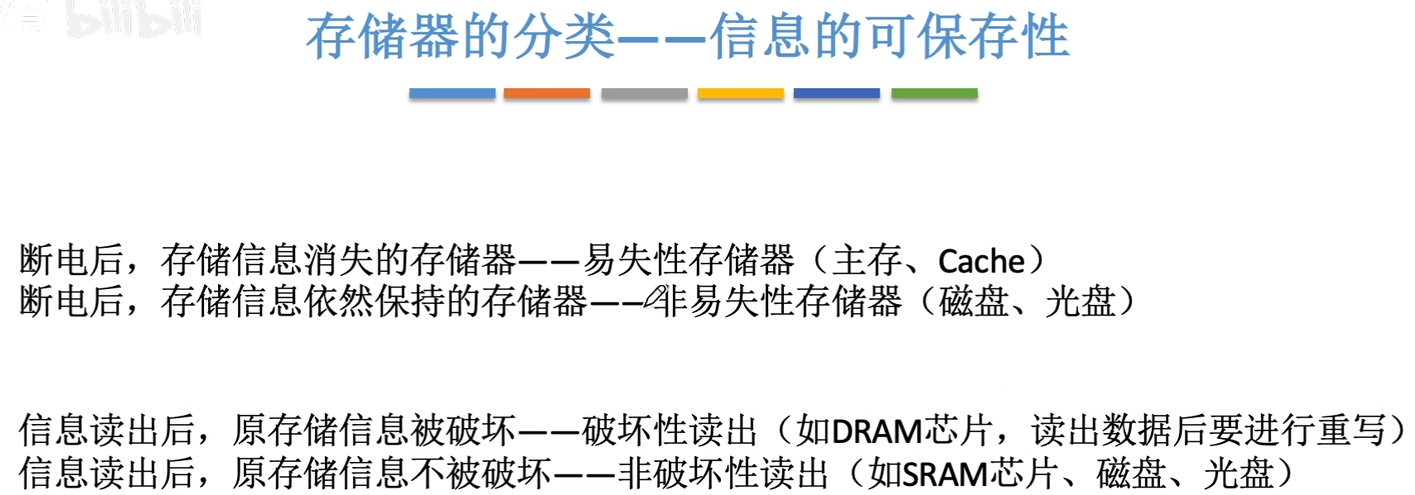 bilibili
存储器的分类——信息的可保存性
断电后，存储信息消失的存储器——易失性存储器（主存、Cache）
断电后，存储信息依然保持的存储器——非易失性存储器（磁盘、光盘）
信息读出后，原存储信息被破坏——破坏性读出（如DRAM芯片，读出数据后要进行重写）
信息读出后，原存储信息不被破坏——非破坏性读出（如SRAM芯片、磁盘、光盘）